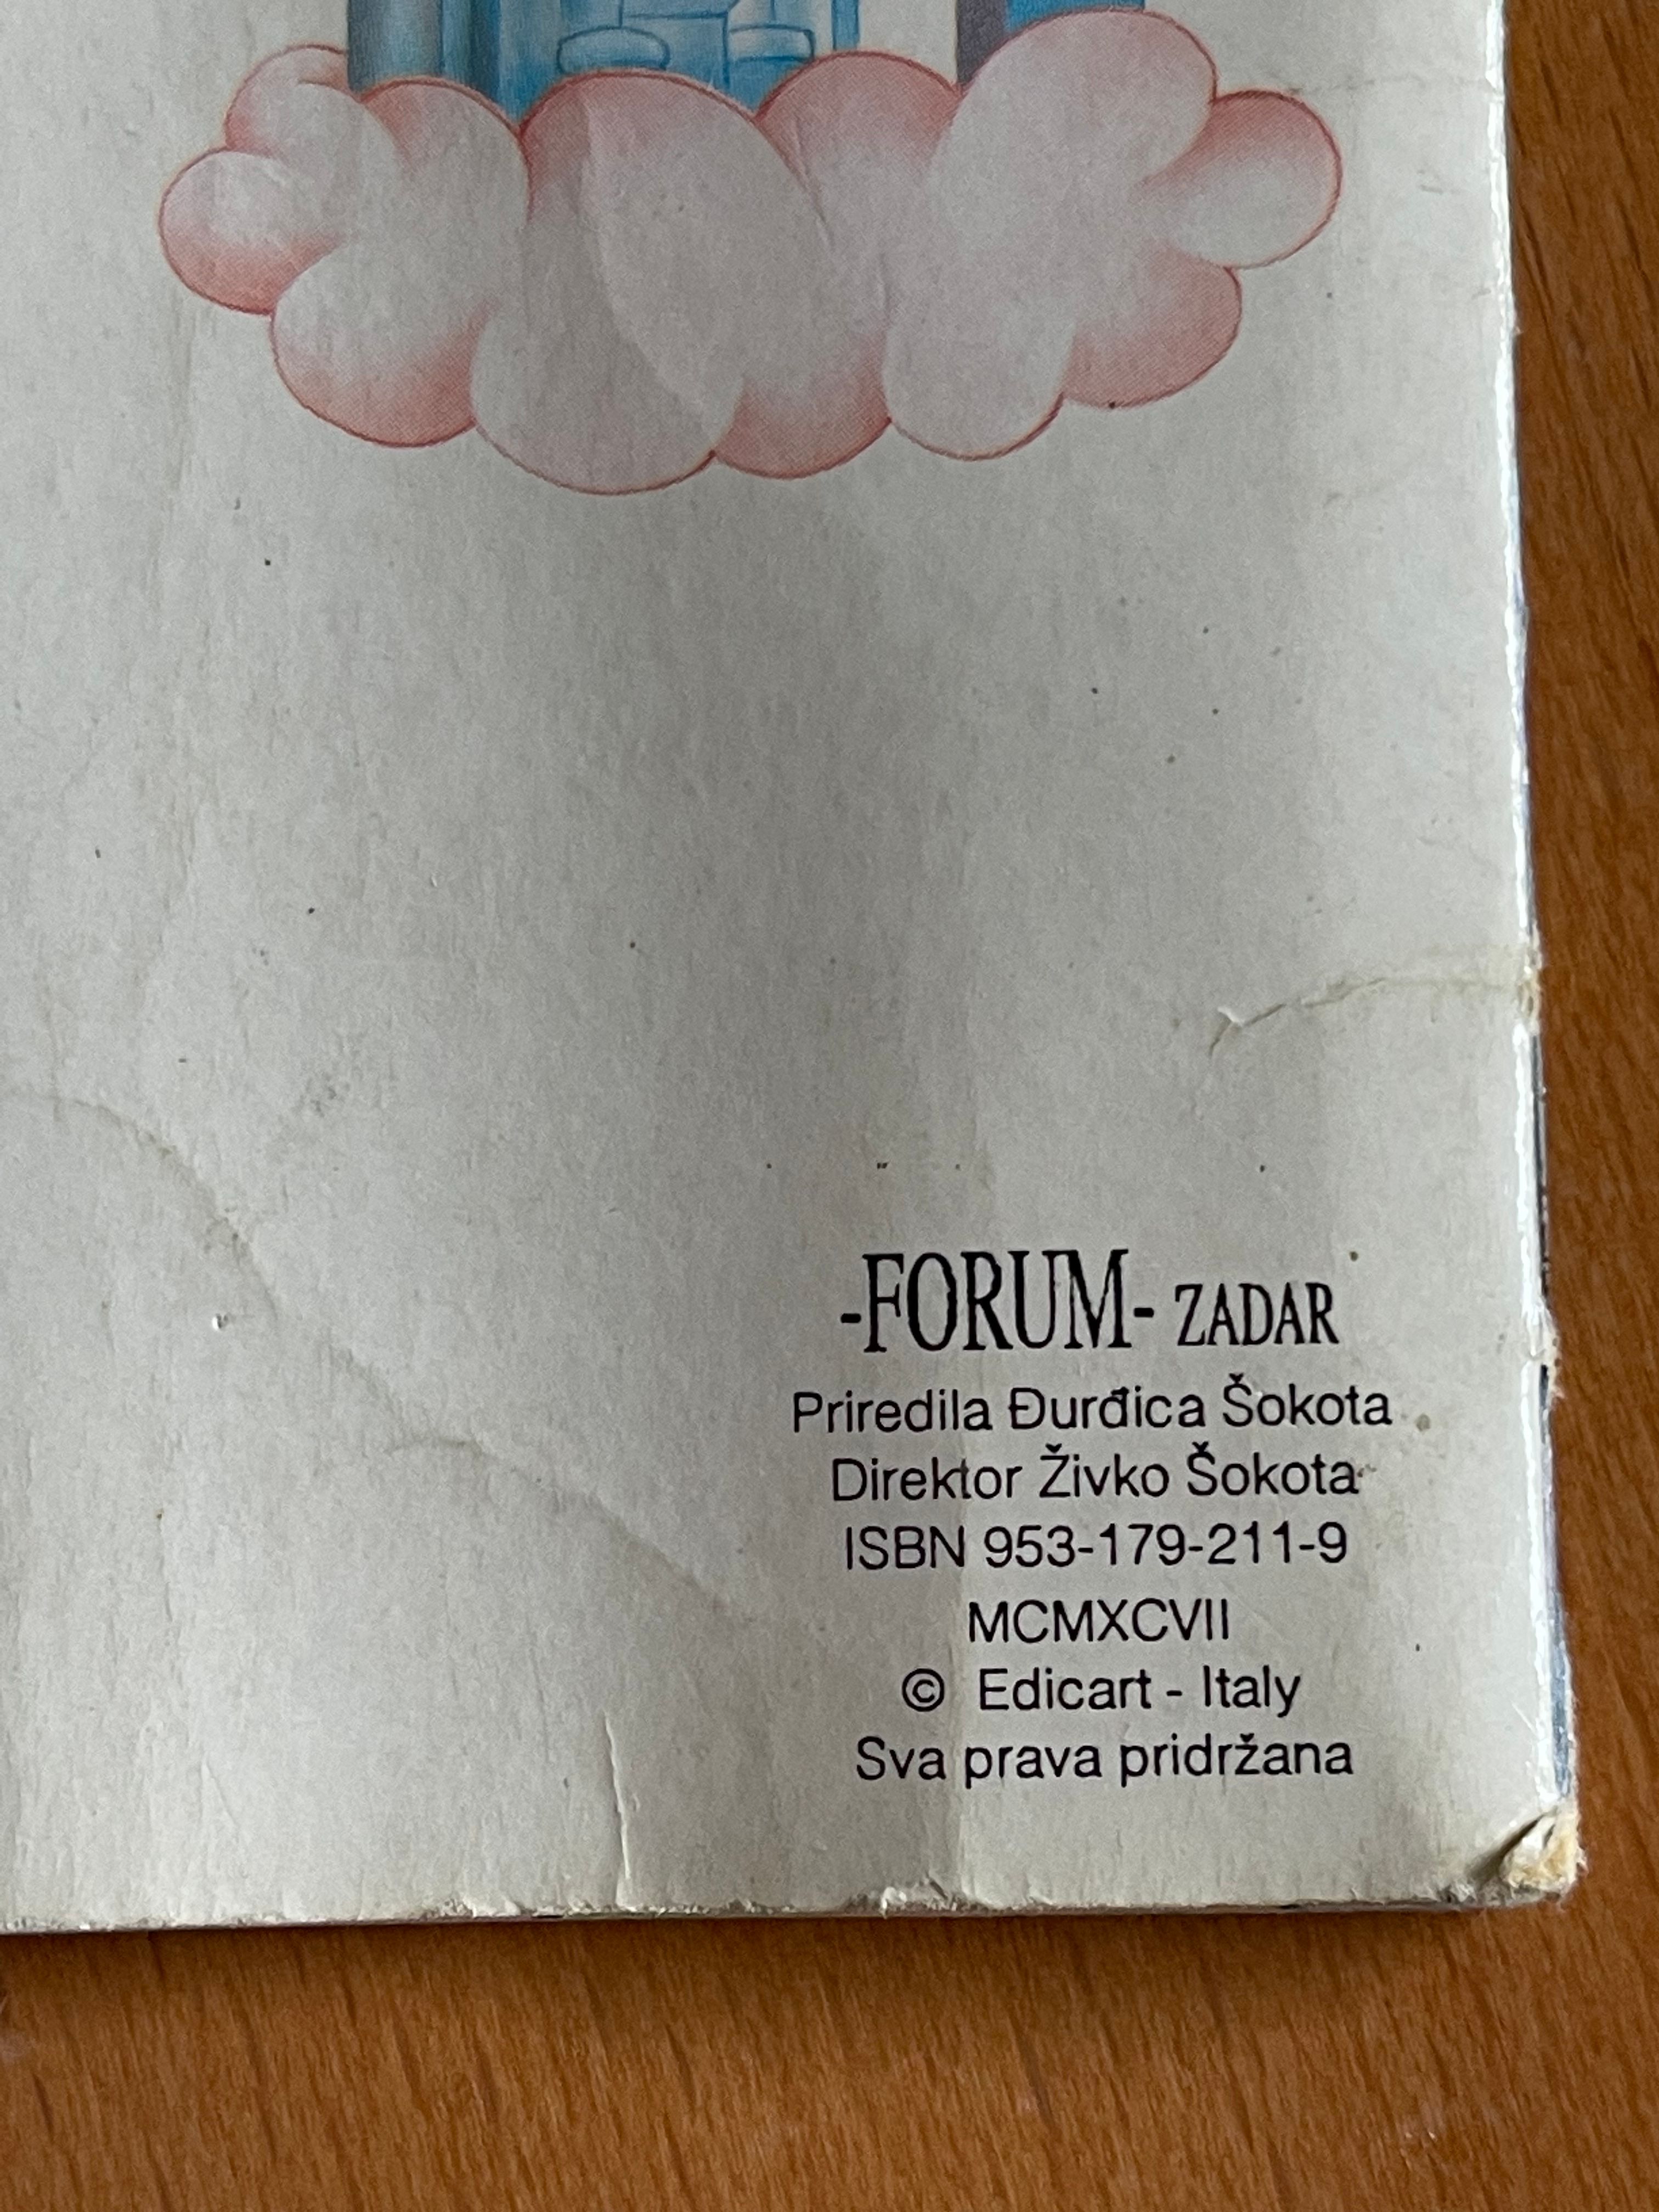 -FORUM- ZADAR
Priredila Đurđica Šokota
Direktor Živko Šokota
ISBN 953-179-211-9
MCMXCVII
© Edicart - Italy
Sva prava pridržana